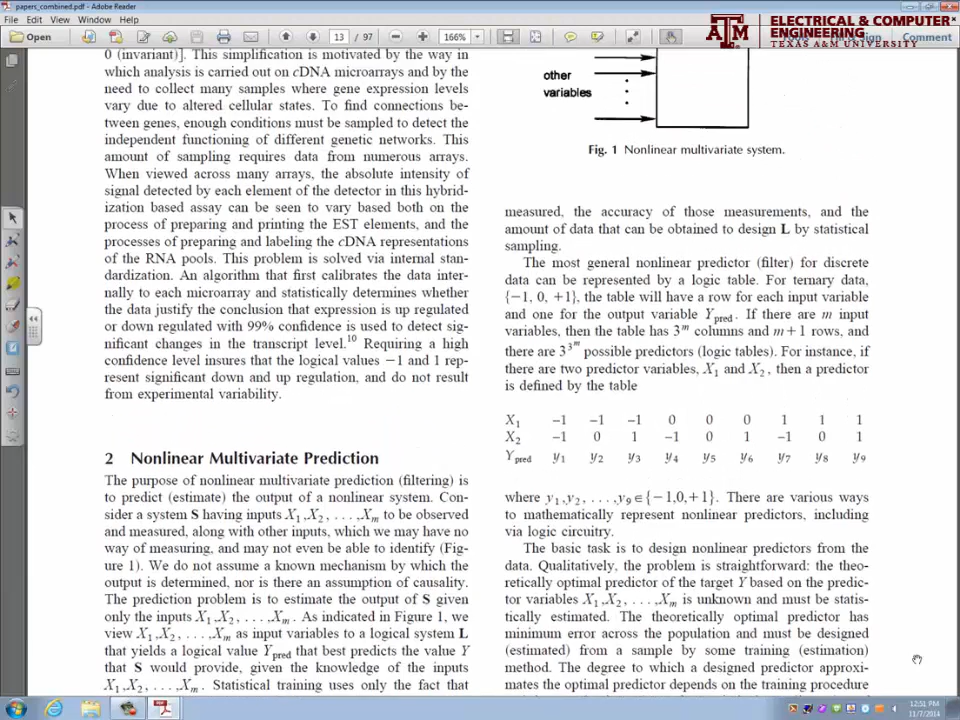 papers_combined.pdf - Adobe Reader
File Edit View Window Help
Open
13 / 97
166%
Comment
ELECTRICAL & COMPUTER
ENGINEERING
TEXAS A&M UNIVERSITY
0 (invariant)]. This simplification is motivated by the way in
which analysis is carried out on cDNA microarrays and by the
need to collect many samples where gene expression levels
vary due to altered cellular states. To find connections be-
tween genes, enough conditions must be sampled to detect the
independent functioning of different genetic networks. This
amount of sampling requires data from numerous arrays.
When viewed across many arrays, the absolute intensity of
signal detected by each element of the detector in this hybrid-
ization based assay can be seen to vary based both on the
process of preparing and printing the EST elements, and the
processes of preparing and labeling the cDNA representations
of the RNA pools. This problem is solved via internal stan-
dardization. An algorithm that first calibrates the data inter-
nally to each microarray and statistically determines whether
the data justify the conclusion that expression is up regulated
or down regulated with 99% confidence is used to detect sig-
nificant changes in the transcript level.10 Requiring a high
confidence level insures that the logical values −1 and 1 rep-
resent significant down and up regulation, and do not result
from experimental variability.
2 Nonlinear Multivariate Prediction
The purpose of nonlinear multivariate prediction (filtering) is
to predict (estimate) the output of a nonlinear system. Con-
sider a system S having inputs X1,X2, . . . ,Xm to be observed
and measured, along with other inputs, which we may have no
way of measuring, and may not even be able to identify (Fig-
ure 1). We do not assume a known mechanism by which the
output is determined, nor is there an assumption of causality.
The prediction problem is to estimate the output of S given
only the inputs X1,X2, . . . ,Xm. As indicated in Figure 1, we
view X1,X2, . . . ,Xm as input variables to a logical system L
that yields a logical value Ypred that best predicts the value Y
that S would provide, given the knowledge of the inputs
X1,X2, . . . ,Xm. Statistical training uses only the fact that
other
variables
Fig. 1 Nonlinear multivariate system.
measured, the accuracy of those measurements, and the
amount of data that can be obtained to design L by statistical
sampling.
The most general nonlinear predictor (filter) for discrete
data can be represented by a logic table. For ternary data,
{−1, 0, +1}, the table will have a row for each input variable
and one for the output variable Ypred. If there are m input
variables, then the table has 3^m columns and m+1 rows, and
there are 3^3^m possible predictors (logic tables). For instance, if
there are two predictor variables, X1 and X2, then a predictor
is defined by the table
X1 −1 −1 −1 0 0 0 1 1 1
X2 −1 0 1 −1 0 1 −1 0 1
Ypred y1 y2 y3 y4 y5 y6 y7 y8 y9
where y1,y2, . . . ,y9∈{−1,0,+1}. There are various ways
to mathematically represent nonlinear predictors, including
via logic circuitry.
The basic task is to design nonlinear predictors from the
data. Qualitatively, the problem is straightforward: the theo-
retically optimal predictor of the target Y based on the predic-
tor variables X1,X2, . . . ,Xm is unknown and must be statis-
tically estimated. The theoretically optimal predictor has
minimum error across the population and must be designed
(estimated) from a sample by some training (estimation)
method. The degree to which a designed predictor approxi-
mates the optimal predictor depends on the training procedure
12:51 PM
11/7/2014